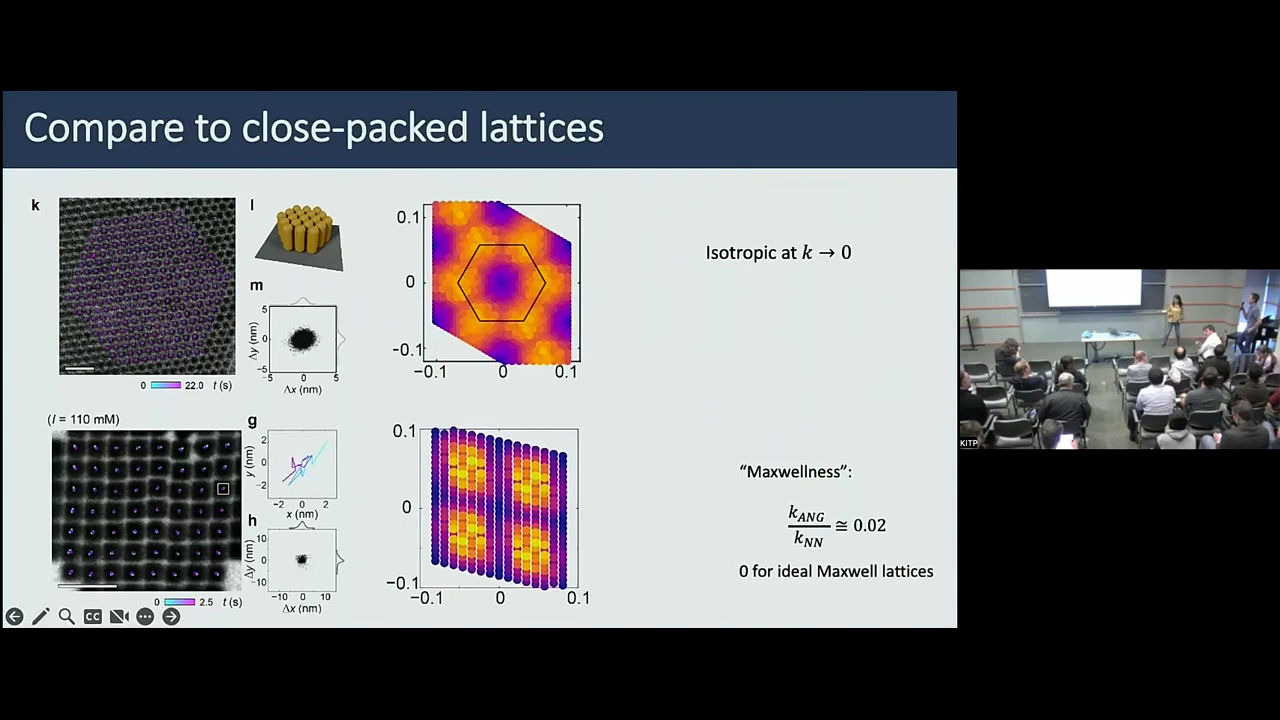 Compare to close-packed lattices
k
l
m
0.1
0
-0.1
-0.1
0
0.1
Isotropic at k → 0
5
0
-5
Δy (nm)
-5
0
5
Δx (nm)
0
22.0
t (s)
(I = 110 mM)
g
2
0
-2
y (nm)
-2
0
2
x (nm)
h
10
0
-10
Δy (nm)
-10
0
10
Δx (nm)
0
2.5
t (s)
0.1
0
-0.1
-0.1
0
0.1
“Maxwellness”:
k_ANG
k_NN
≅ 0.02
0 for ideal Maxwell lattices
CC
KITP